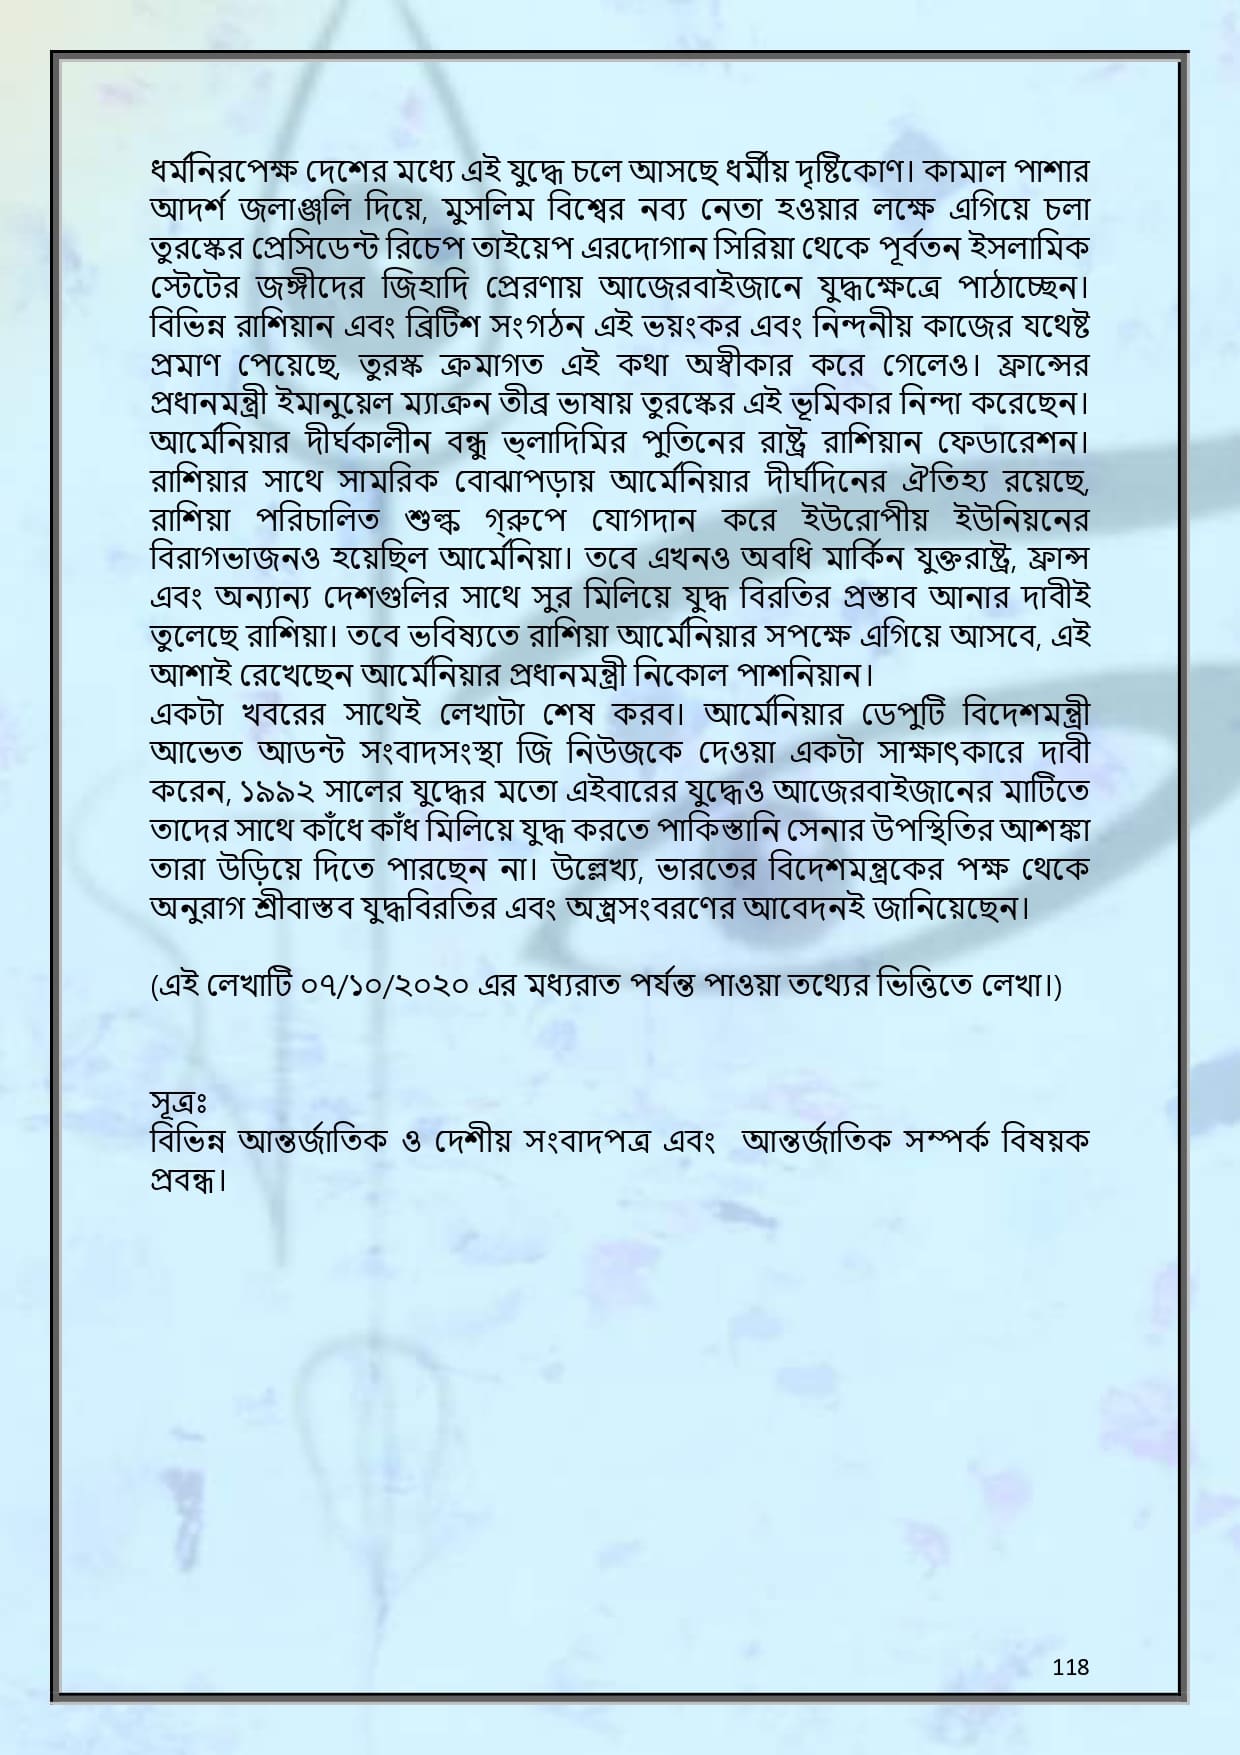 ধর্মনিরপেক্ষ দেশের মধ্যে এই যুদ্ধে চলে আসছে ধর্মীয় দৃষ্টিকোণ। কামাল পাশার
আদর্শ জলাঞ্জলি দিয়ে, মুসলিম বিশ্বের নব্য নেতা হওয়ার লক্ষে এগিয়ে চলা
তুরস্কের প্রেসিডেন্ট রিচেপ তাইয়েপ এরদোগান সিরিয়া থেকে পূর্বতন ইসলামিক
স্টেটের জঙ্গীদের জিহাদি প্রেরণায় আজেরবাইজানে যুদ্ধক্ষেত্রে পাঠাচ্ছেন।
বিভিন্ন রাশিয়ান এবং ব্রিটিশ সংগঠন এই ভয়ংকর এবং নিন্দনীয় কাজের যথেষ্ট
প্রমাণ পেয়েছে, তুরস্ক ক্রমাগত এই কথা অস্বীকার করে গেলেও। ফ্রান্সের
প্রধানমন্ত্রী ইমানুয়েল ম্যাক্রন তীব্র ভাষায় তুরস্কের এই ভূমিকার নিন্দা করেছেন।
আর্মেনিয়ার দীর্ঘকালীন বন্ধু ভ্লাদিমির পুতিনের রাষ্ট্র রাশিয়ান ফেডারেশন।
রাশিয়ার সাথে সামরিক বোঝাপড়ায় আর্মেনিয়ার দীর্ঘদিনের ঐতিহ্য রয়েছে,
রাশিয়া পরিচালিত শুল্ক গ্‌রুপে যোগদান করে ইউরোপীয় ইউনিয়নের
বিরাগভাজনও হয়েছিল আর্মেনিয়া। তবে এখনও অবধি মার্কিন যুক্তরাষ্ট্র, ফ্রান্স
এবং অন্যান্য দেশগুলির সাথে সুর মিলিয়ে যুদ্ধ বিরতির প্রস্তাব আনার দাবীই
তুলেছে রাশিয়া। তবে ভবিষ্যতে রাশিয়া আর্মেনিয়ার সপক্ষে এগিয়ে আসবে, এই
আশাই রেখেছেন আর্মেনিয়ার প্রধানমন্ত্রী নিকোল পাশনিয়ান।
একটা খবরের সাথেই লেখাটা শেষ করব। আর্মেনিয়ার ডেপুটি বিদেশমন্ত্রী
আভেত আডন্ট সংবাদসংস্থা জি নিউজকে দেওয়া একটা সাক্ষাৎকারে দাবী
করেন, ১৯৯২ সালের যুদ্ধের মতো এইবারের যুদ্ধেও আজেরবাইজানের মাটিতে
তাদের সাথে কাঁধে কাঁধ মিলিয়ে যুদ্ধ করতে পাকিস্তানি সেনার উপস্থিতির আশঙ্কা
তারা উড়িয়ে দিতে পারছেন না। উল্লেখ্য, ভারতের বিদেশমন্ত্রকের পক্ষ থেকে
অনুরাগ শ্রীবাস্তব যুদ্ধবিরতির এবং অস্ত্রসংবরণের আবেদনই জানিয়েছেন।
(এই লেখাটি ০৭/১০/২০২০ এর মধ্যরাত পর্যন্ত পাওয়া তথ্যের ভিত্তিতে লেখা।)
সূত্রঃ
বিভিন্ন আন্তর্জাতিক ও দেশীয় সংবাদপত্র এবং আন্তর্জাতিক সম্পর্ক বিষয়ক
প্রবন্ধ।
118